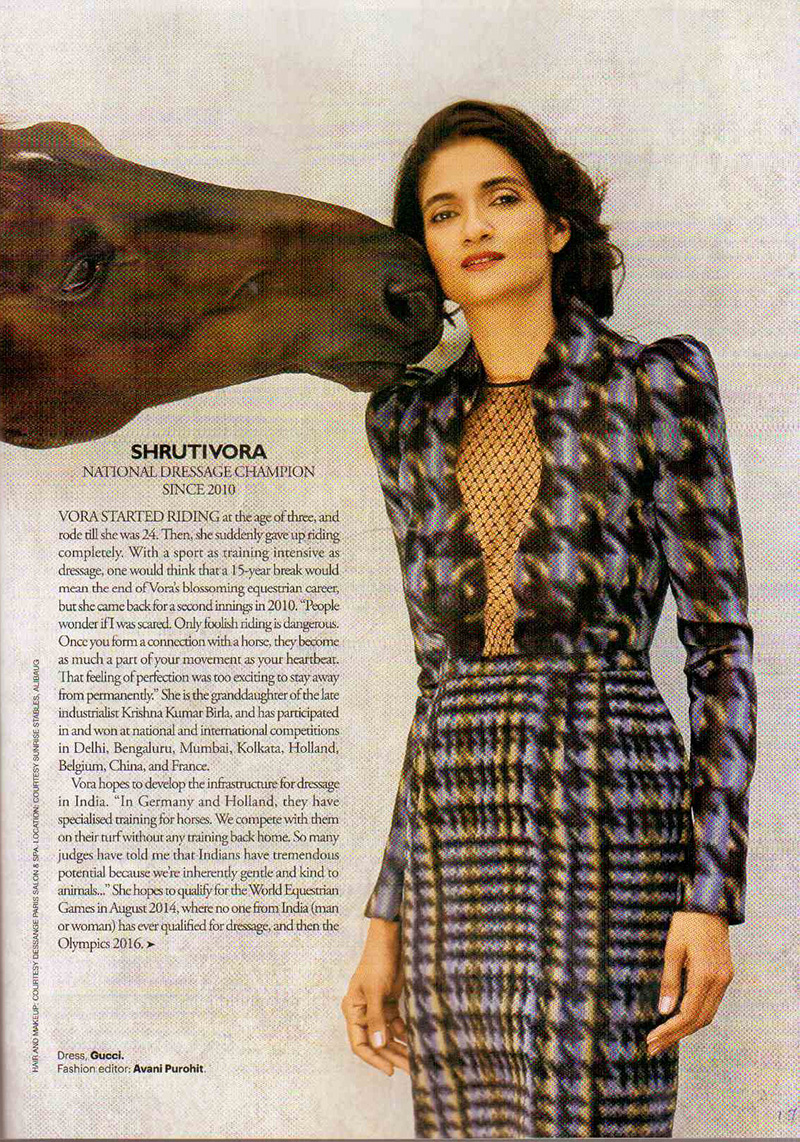 SHRUTI VORA
NATIONAL DRESSAGE CHAMPION
SINCE 2010
VORA STARTED RIDING at the age of three, and
rode till she was 24. Then, she suddenly gave up riding
completely. With a sport as training intensive as
dressage, one would think that a 15-year break would
mean the end of Vora's blossoming equestrian career,
but she came back for a second innings in 2010. “People
wonder if I was scared. Only foolish riding is dangerous.
Once you form a connection with a horse, they become
as much a part of your movement as your heartbeat.
That feeling of perfection was too exciting to stay away
from permanently.” She is the granddaughter of the late
industrialist Krishna Kumar Birla, and has participated
in and won at national and international competitions
in Delhi, Bengaluru, Mumbai, Kolkata, Holland,
Belgium, China, and France.
Vora hopes to develop the infrastructure for dressage
in India. “In Germany and Holland, they have
specialised training for horses. We compete with them
on their turf without any training back home. So many
judges have told me that Indians have tremendous
potential because we're inherently gentle and kind to
animals...” She hopes to qualify for the World Equestrian
Games in August 2014, where no one from India (man
or woman) has ever qualified for dressage, and then the
Olympics 2016. ➤
HAIR AND MAKEUP: COURTESY DESSANGE PARIS SALON & SPA· LOCATION: COURTESY SUNRISE STABLES, ALIBAUG
Dress, Gucci.
Fashion editor: Avani Purohit.
17